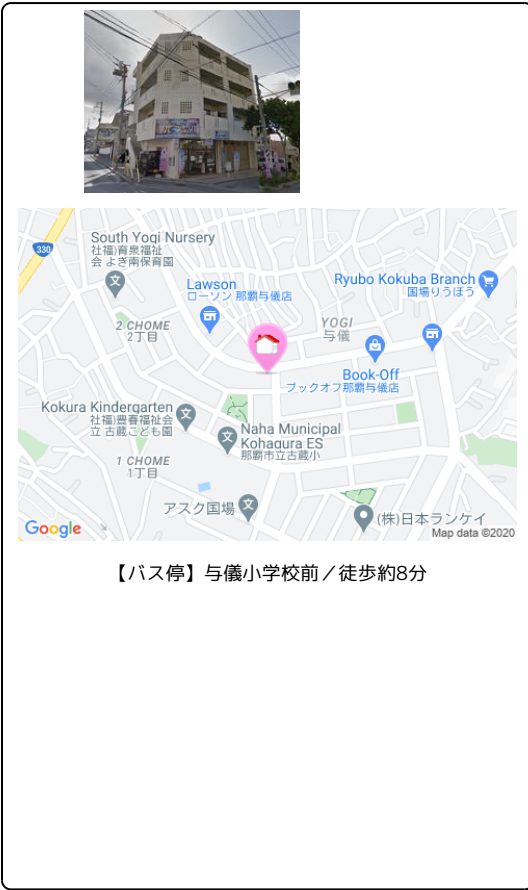 330
South Yogi Nursery
社福)育泉福祉
会 よぎ南保育園
Lawson
ローソン 那覇与儀店
Ryubo Kokuba Branch
国場りうぼう
2 CHOME
2丁目
YOGI
与儀
Book-Off
ブックオフ那覇与儀店
Kokura Kindergarten
社福)豊春福祉会
立 古蔵こども園
Naha Municipal
Kohagura ES
那覇市立古蔵小
1 CHOME
1丁目
アスク国場
(株)日本ランケイ
Google
Map data ©2020
【バス停】与儀小学校前／徒歩約8分